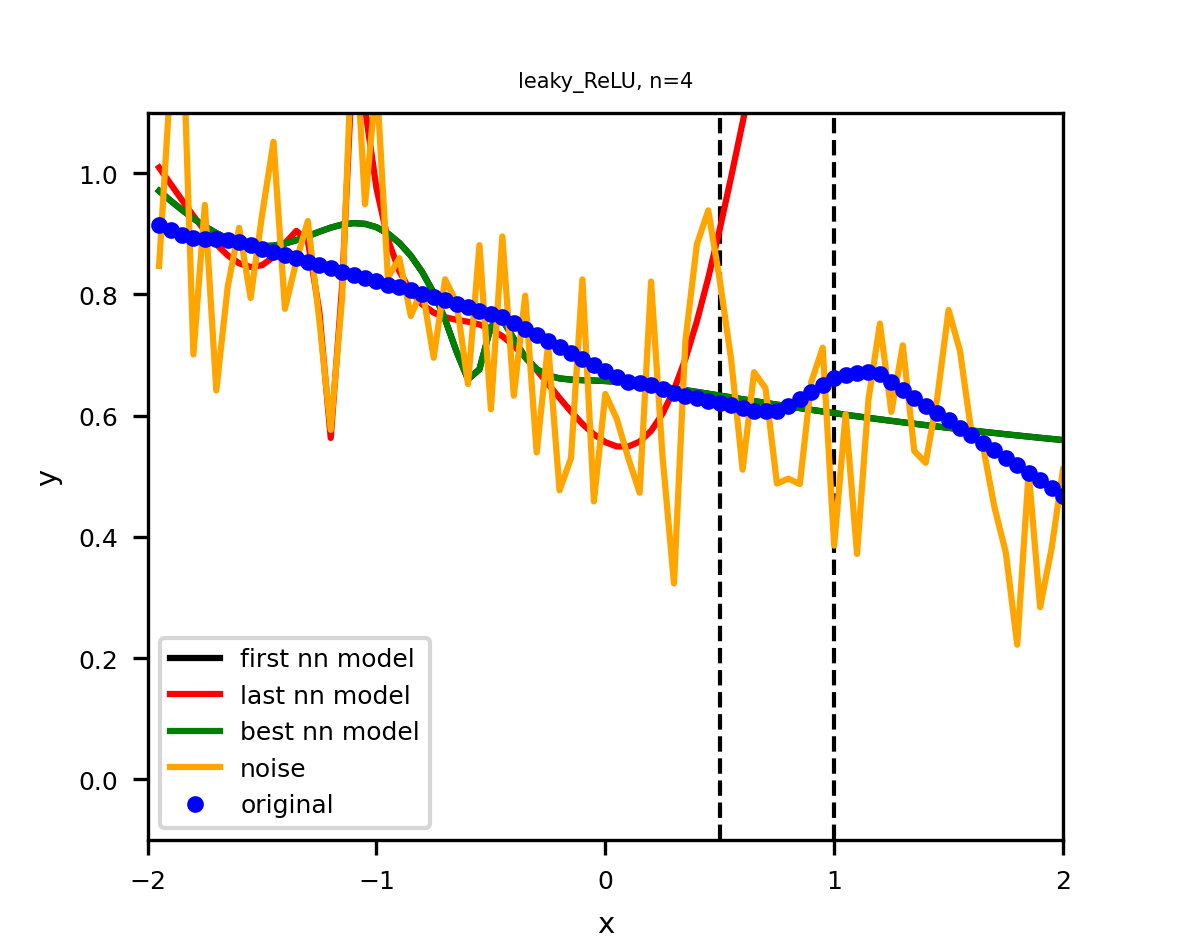 leaky_ReLU, n=4
y
1.0
0.8
0.6
0.4
0.2
0.0
first nn model
last nn model
best nn model
noise
original
−2
−1
0
1
2
x